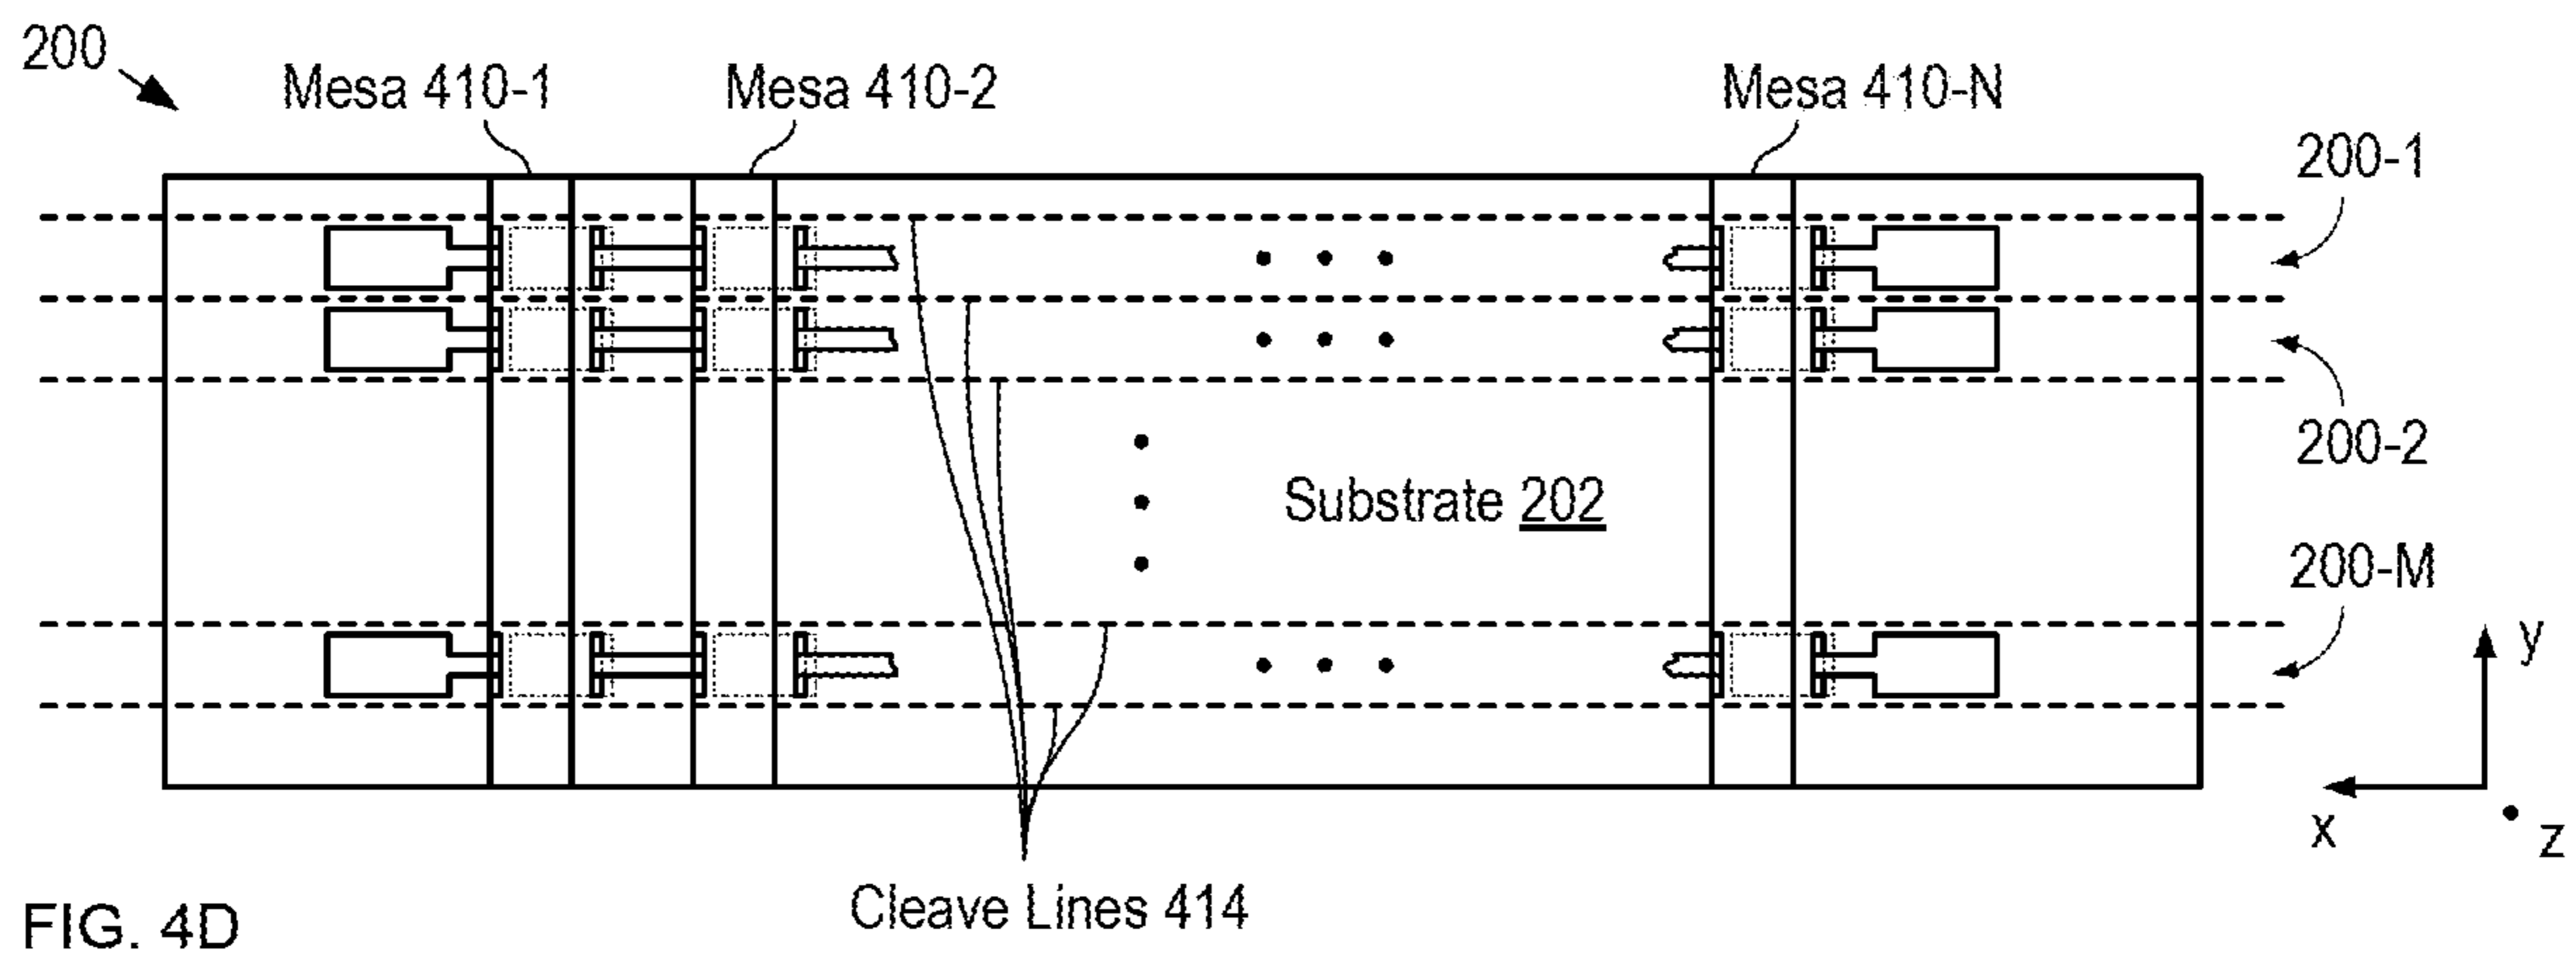 200
Mesa 410-1
Mesa 410-2
Mesa 410-N
200-1
200-2
Substrate 202
200-M
y
x
z
Cleave Lines 414
FIG. 4D